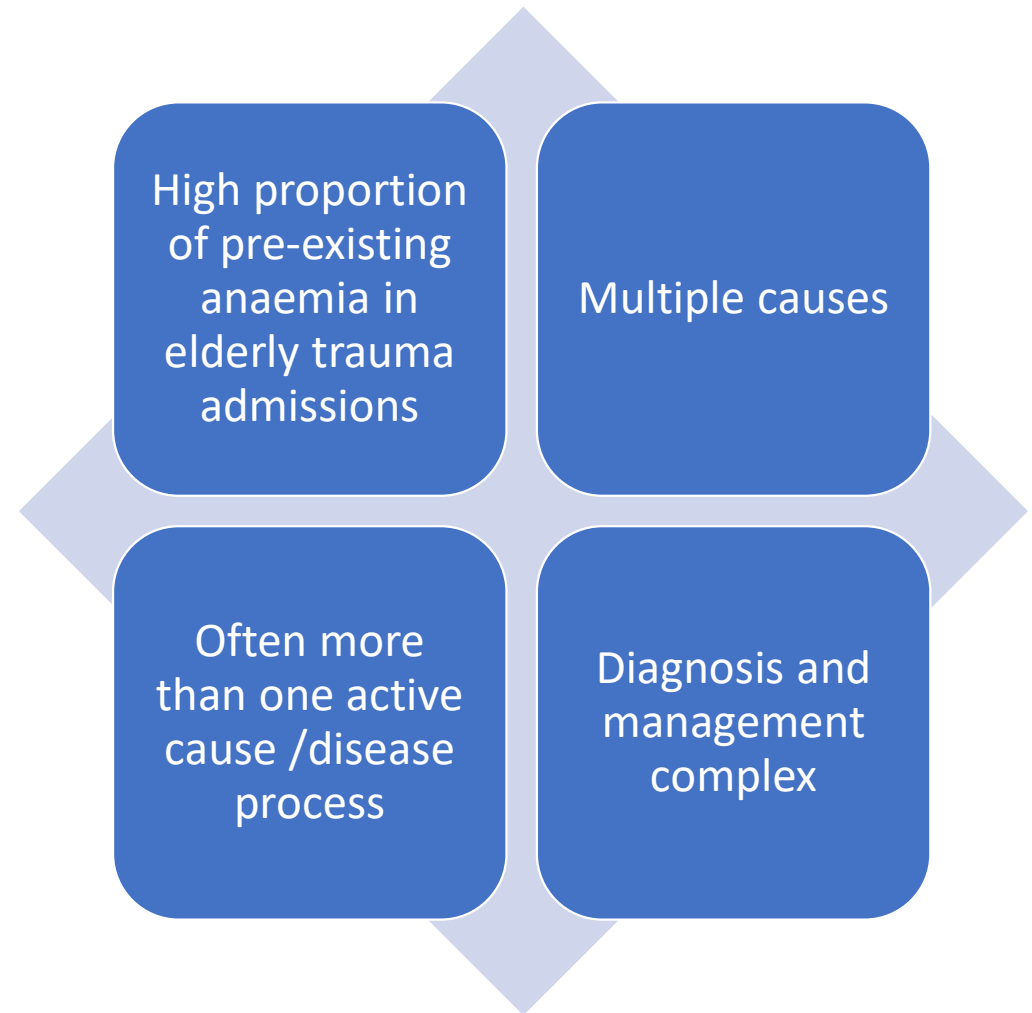 High proportion
of pre-existing
anaemia in
elderly trauma
admissions
Multiple causes
Often more
than one active
cause /disease
process
Diagnosis and
management
complex